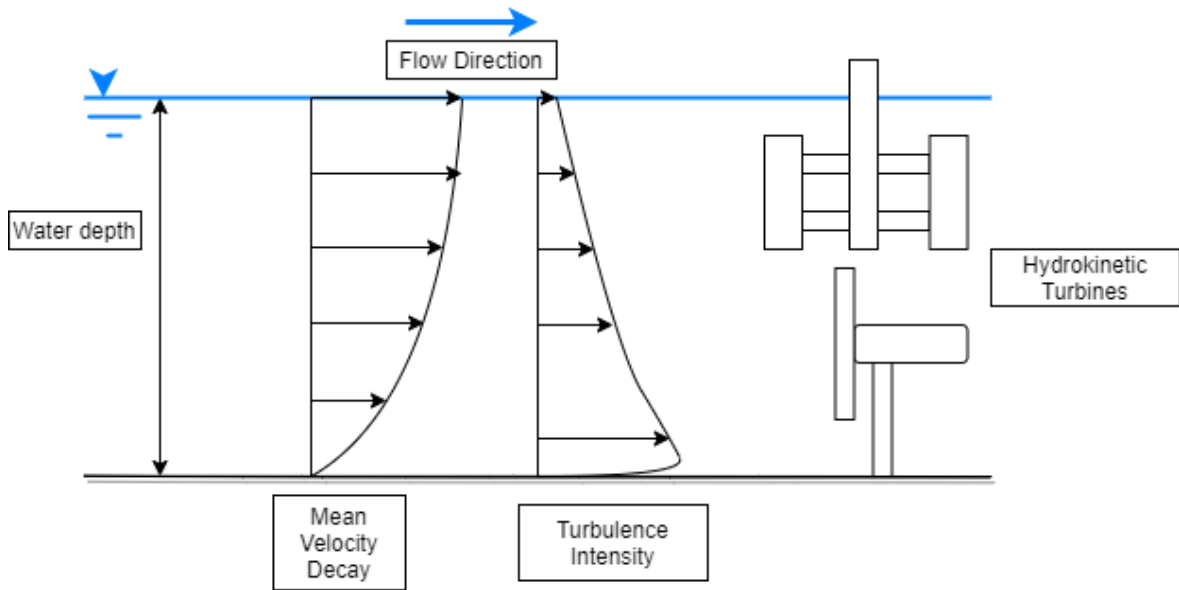 Flow Direction
Water depth
Hydrokinetic
Turbines
Mean
Velocity
Decay
Turbulence
Intensity